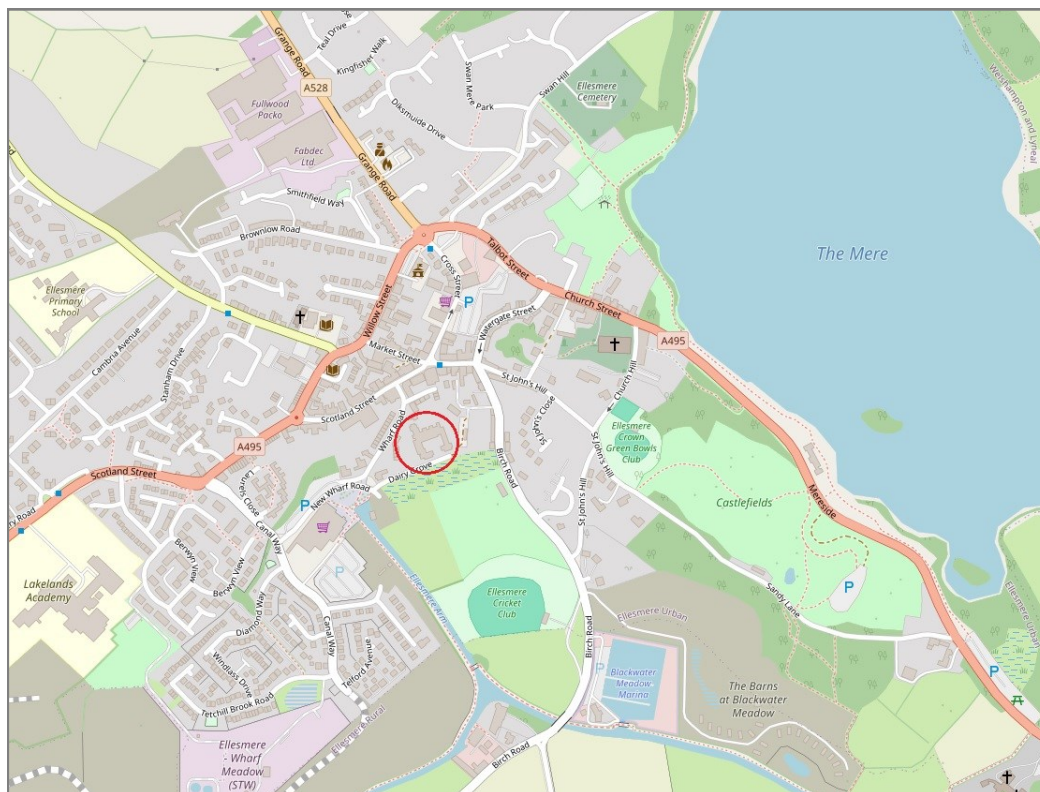 Grange Road
A528
Teal Drive
Kingfisher Walk
Fullwood
Packo
Fabdec
Ltd.
Diksmuide Drive
Swan
Mere
Park
Swan Hill
Ellesmere
Cemetery
Welshampton and Lyneal
Grange Road
Smithfield Way
Brownlow Road
Talbot Street
Cross Street
P
The Mere
Ellesmere
Primary
School
Willow Street
Church Street
Watergate Street
A495
Cambria Avenue
Stanham Drive
Market Street
St John's Hill
Church Hill
Scotland Street
Wharf Road
St John's Close
Ellesmere
Crown
Green Bowls
Club
A495
Dairy Grove
Birch Road
St John's Hill
Scotland Street
New Wharf Road
P
Laurels Close
Canal Way
Castlefields
Mereside
Berwyn View
Berwyn View
P
Lakelands
Academy
Ellesmere Arm
Ellesmere
Cricket
Club
Sandy Lane
P
Diamond Way
Canal Way
Windlass Drive
Telford Avenue
Tetchill Brook Road
Ellesmere Urban
Ellesmere Urban
Birch Road
P
Blackwater
Meadow
Marina
The Barns
at Blackwater
Meadow
P
Ellesmere
- Wharf
Meadow
(STW)
Ellesmere Rural
Birch Road